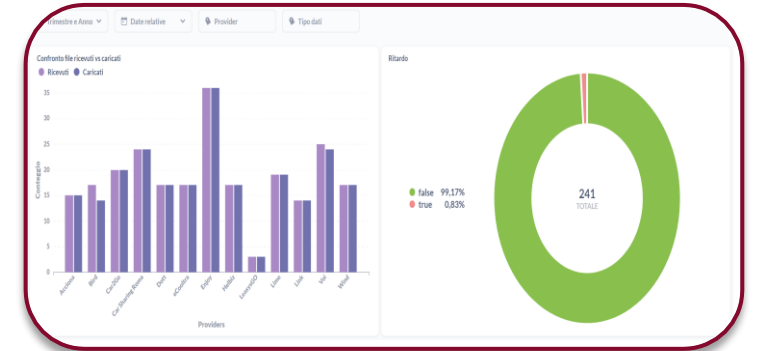 Trimestre e Anno
Date relative
Provider
Tipo dati
Confronto file ricevuti vs caricati
Ricevuti
Caricati
35
30
25
20
15
10
5
0
Conteggio
Acciona
Bird
Car2Go
Car Sharing Roma
Dott
eCooltra
Enjoy
Helbiz
LeasysGO
Lime
Link
Voi
Wind
Providers
Ritardo
false 99,17%
true 0,83%
241
TOTALE